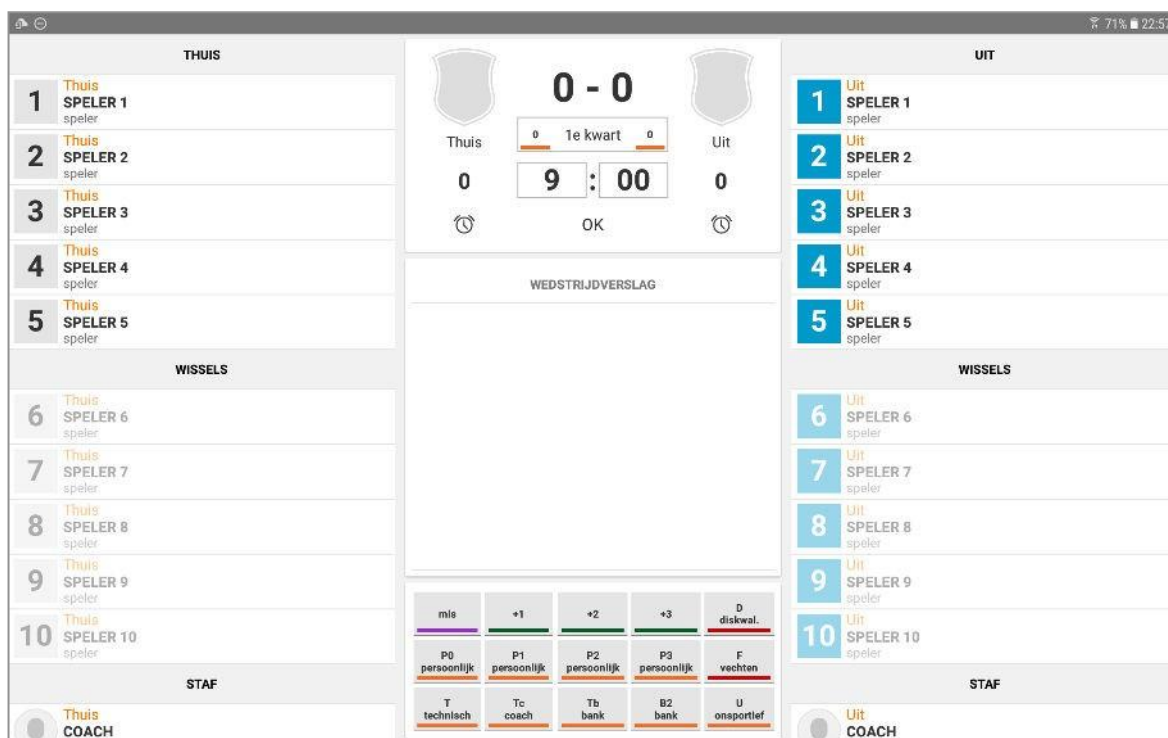 71% 22:57
THUIS
1
Thuis
SPELER 1
speler
2
Thuis
SPELER 2
speler
3
Thuis
SPELER 3
speler
4
Thuis
SPELER 4
speler
5
Thuis
SPELER 5
speler
WISSELS
6
Thuis
SPELER 6
speler
7
Thuis
SPELER 7
speler
8
Thuis
SPELER 8
speler
9
Thuis
SPELER 9
speler
10
Thuis
SPELER 10
speler
STAF
Thuis
COACH
0 - 0
Thuis
0 1e kwart 0
Uit
0
9 : 00
0
OK
WEDSTRIJDVERSLAG
mis
+1
+2
+3
D
diskwal.
P0
persoonlijk
P1
persoonlijk
P2
persoonlijk
P3
persoonlijk
F
vechten
T
technisch
Tc
coach
Tb
bank
B2
bank
U
onsportief
UIT
1
Uit
SPELER 1
speler
2
Uit
SPELER 2
speler
3
Uit
SPELER 3
speler
4
Uit
SPELER 4
speler
5
Uit
SPELER 5
speler
WISSELS
6
Uit
SPELER 6
speler
7
Uit
SPELER 7
speler
8
Uit
SPELER 8
speler
9
Uit
SPELER 9
speler
10
Uit
SPELER 10
speler
STAF
Uit
COACH